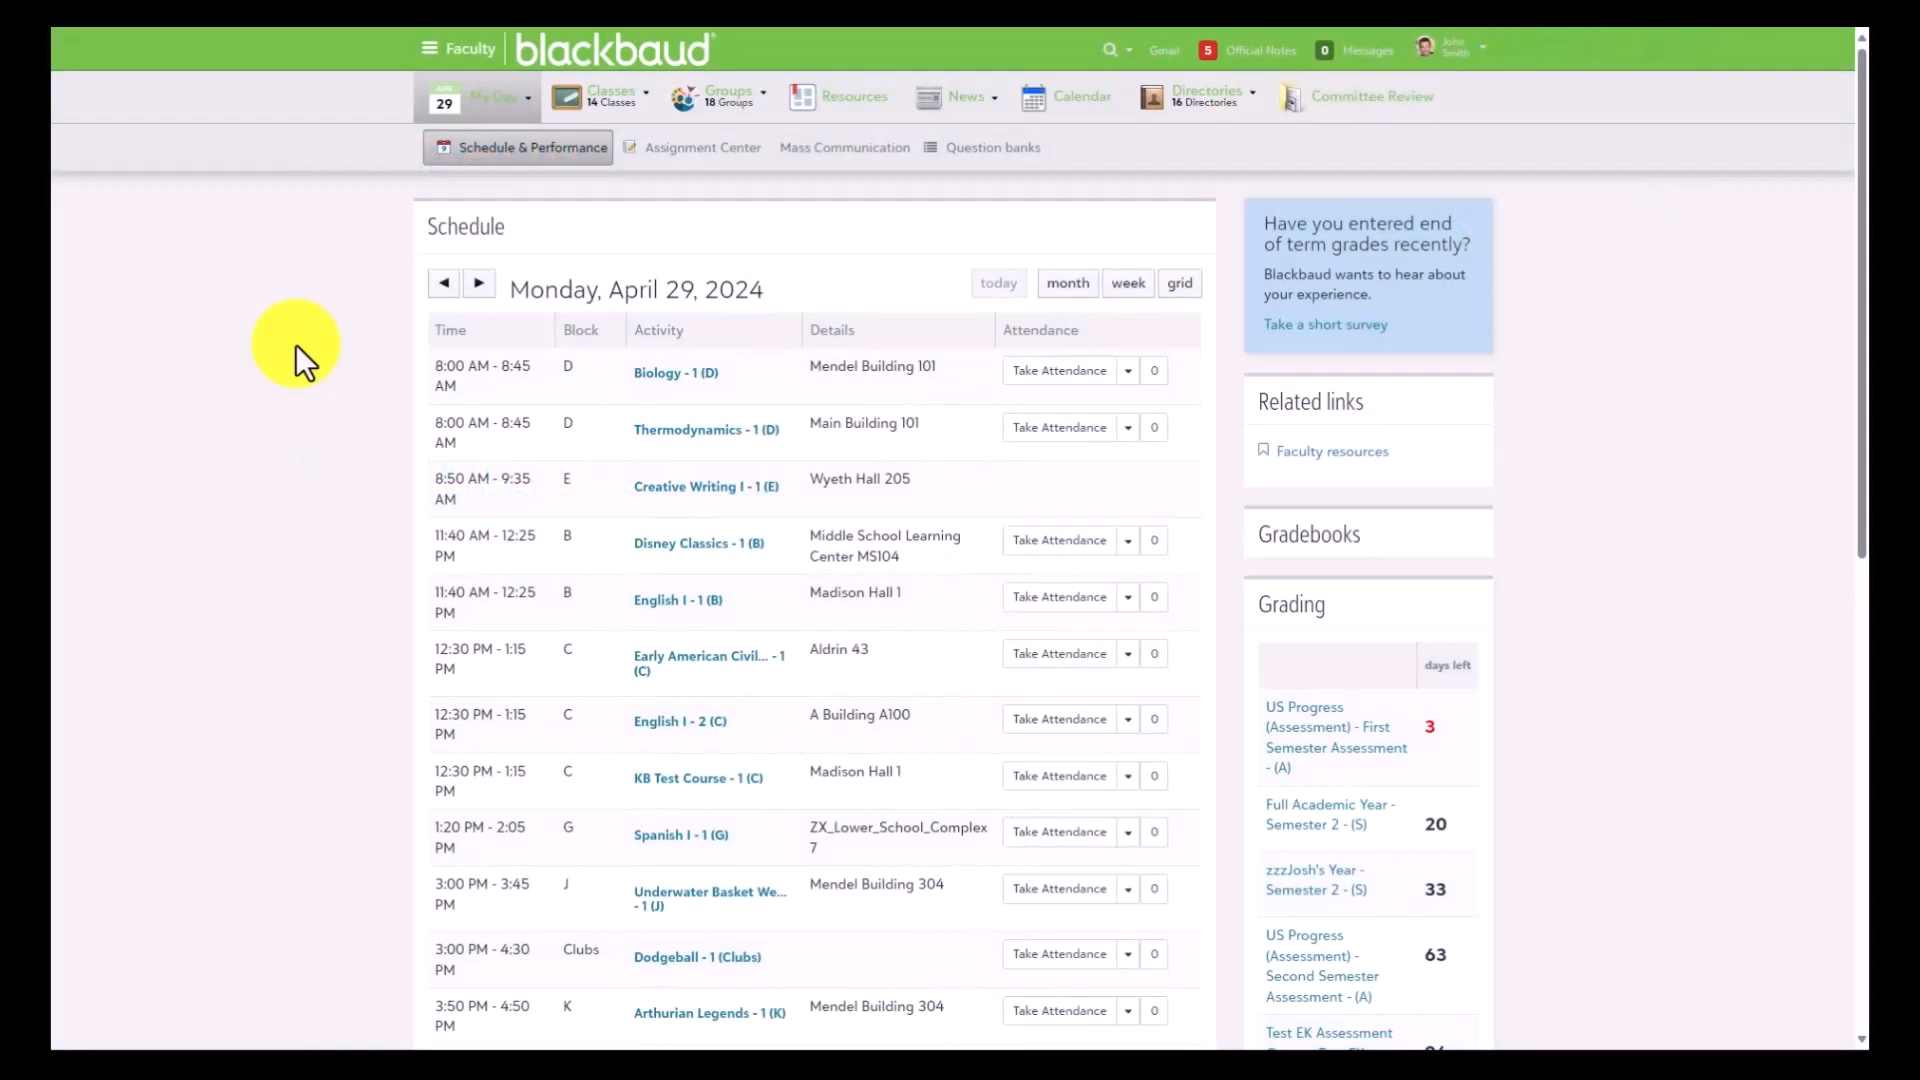 Faculty
blackbaud
Gmail
5 Official Notes
0 Messages
John Smith
APR 29 My Day
Classes
14 Classes
Groups
18 Groups
Resources
News
Calendar
Directories
16 Directories
Committee Review
Schedule & Performance
Assignment Center
Mass Communication
Question banks
Schedule
Monday, April 29, 2024
today month week grid
Time Block Activity Details Attendance
8:00 AM - 8:45 AM D Biology - 1 (D) Mendel Building 101 Take Attendance 0
8:00 AM - 8:45 AM D Thermodynamics - 1 (D) Main Building 101 Take Attendance 0
8:50 AM - 9:35 AM E Creative Writing I - 1 (E) Wyeth Hall 205
11:40 AM - 12:25 PM B Disney Classics - 1 (B) Middle School Learning Center MS104 Take Attendance 0
11:40 AM - 12:25 PM B English I - 1 (B) Madison Hall 1 Take Attendance 0
12:30 PM - 1:15 PM C Early American Civil... - 1 (C) Aldrin 43 Take Attendance 0
12:30 PM - 1:15 PM C English I - 2 (C) A Building A100 Take Attendance 0
12:30 PM - 1:15 PM C KB Test Course - 1 (C) Madison Hall 1 Take Attendance 0
1:20 PM - 2:05 PM G Spanish I - 1 (G) ZX_Lower_School_Complex 7 Take Attendance 0
3:00 PM - 3:45 PM J Underwater Basket We... - 1 (J) Mendel Building 304 Take Attendance 0
3:00 PM - 4:30 PM Clubs Dodgeball - 1 (Clubs) Take Attendance 0
3:50 PM - 4:50 PM K Arthurian Legends - 1 (K) Mendel Building 304 Take Attendance 0
Have you entered end
of term grades recently?
Blackbaud wants to hear about
your experience.
Take a short survey
Related links
Faculty resources
Gradebooks
Grading
days left
US Progress
(Assessment) - First
Semester Assessment
- (A)
3
Full Academic Year -
Semester 2 - (S)
20
zzzJosh's Year -
Semester 2 - (S)
33
US Progress
(Assessment) -
Second Semester
Assessment - (A)
63
Test EK Assessment